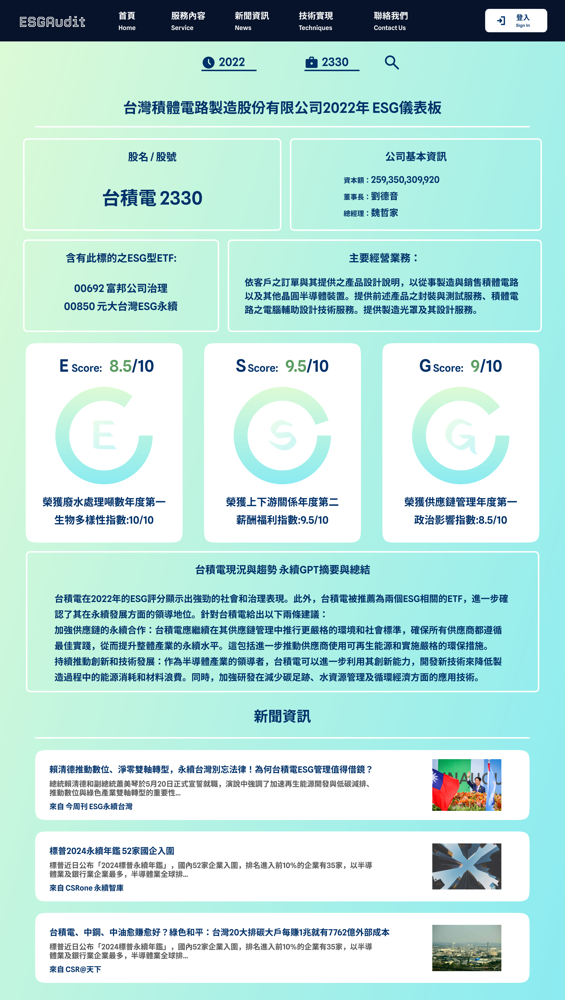 ESGAudit
首頁
Home
服務內容
Service
新聞資訊
News
技術實現
Techniques
聯絡我們
Contact Us
登入
Sign In
2022
2330
台灣積體電路製造股份有限公司2022年 ESG儀表板
股名 / 股號
台積電 2330
公司基本資訊
資本額：259,350,309,920
董事長：劉德音
總經理：魏哲家
含有此標的之ESG型ETF:
00692 富邦公司治理
00850 元大台灣ESG永續
主要經營業務：
依客戶之訂單與其提供之產品設計說明，以從事製造與銷售積體電路
以及其他晶圓半導體裝置。提供前述產品之封裝與測試服務、積體電
路之電腦輔助設計技術服務。提供製造光罩及其設計服務。
E Score: 8.5/10
E
榮獲廢水處理噸數年度第一
生物多樣性指數:10/10
S Score: 9.5/10
S
榮獲上下游關係年度第二
薪酬福利指數:9.5/10
G Score: 9/10
G
榮獲供應鏈管理年度第一
政治影響指數:8.5/10
台積電現況與趨勢 永續GPT摘要與總結
台積電在2022年的ESG評分顯示出強勁的社會和治理表現。此外，台積電被推薦為兩個ESG相關的ETF，進一步確
認了其在永續發展方面的領導地位。針對台積電給出以下兩條建議：
加強供應鏈的永續合作：台積電應繼續在其供應鏈管理中推行更嚴格的環境和社會標準，確保所有供應商都遵循
最佳實踐，從而提升整體產業的永續水平。這包括進一步推動供應商使用可再生能源和實施嚴格的環保措施。
持續推動創新和技術發展：作為半導體產業的領導者，台積電可以進一步利用其創新能力，開發新技術來降低製
造過程中的能源消耗和材料浪費。同時，加強研發在減少碳足跡、水資源管理及循環經濟方面的應用技術。
新聞資訊
賴清德推動數位、淨零雙軸轉型，永續台灣別忘法律！為何台積電ESG管理值得借鏡？
總統賴清德和副總統蕭美琴於5月20日正式宣誓就職，演說中強調了加速再生能源開發與低碳減排、
推動數位與綠色產業雙軸轉型的重要性...
來自 今周刊 ESG永續台灣
INAUGU
標普2024永續年鑑 52家國企入圍
標普近日公布「2024標普永續年鑑」，國內52家企業入圍，排名進入前10%的企業有35家，以半導
體業及銀行業企業最多，半導體業全球排...
來自 CSRone 永續智庫
台積電、中鋼、中油愈賺愈好？綠色和平：台灣20大排碳大戶每賺1兆就有7762億外部成本
標普近日公布「2024標普永續年鑑」，國內52家企業入圍，排名進入前10%的企業有35家，以半導
體業及銀行業企業最多，半導體業全球排...
來自 CSR@天下